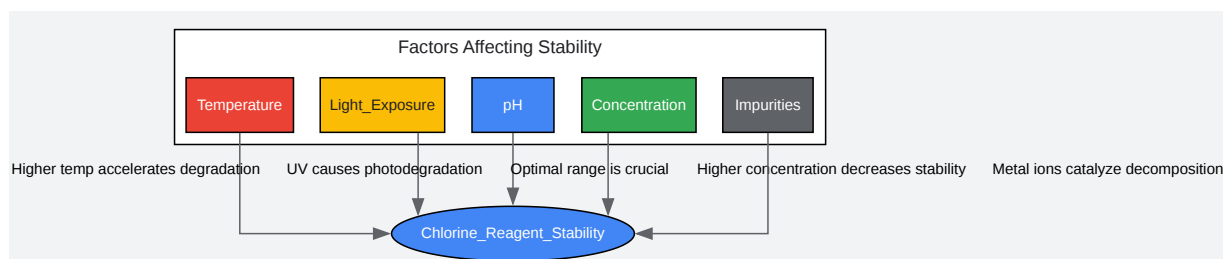 Factors Affecting Stability
Temperature
Light_Exposure
pH
Concentration
Impurities
Higher temp accelerates degradation
UV causes photodegradation
Optimal range is crucial
Higher concentration decreases stability
Metal ions catalyze decomposition
Chlorine_Reagent_Stability